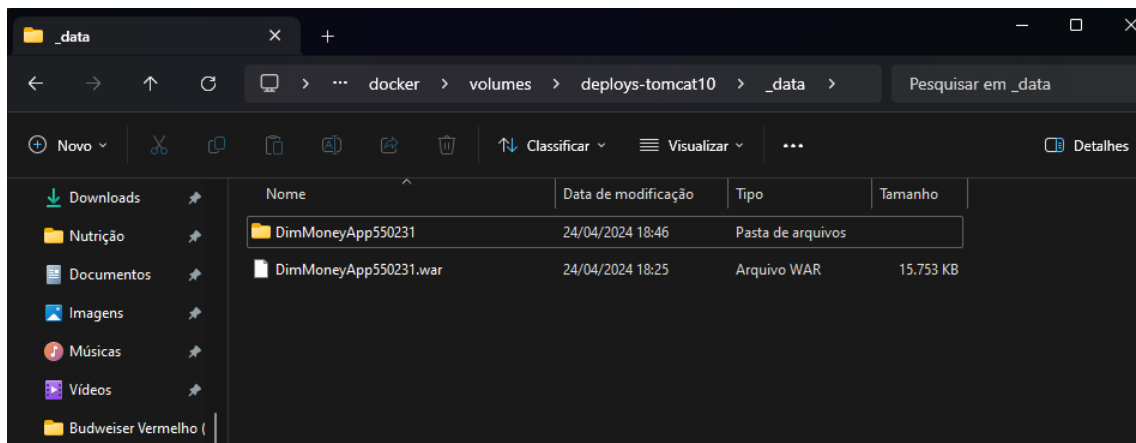 _data
··· docker > volumes > deploys-tomcat10 > _data > Pesquisar em _data
Novo Classificar Visualizar ··· Detalhes
Nome Data de modificação Tipo Tamanho
Downloads
Nutrição
Documentos
Imagens
Músicas
Vídeos
Budweiser Vermelho (
DimMoneyApp550231 24/04/2024 18:46 Pasta de arquivos
DimMoneyApp550231.war 24/04/2024 18:25 Arquivo WAR 15.753 KB